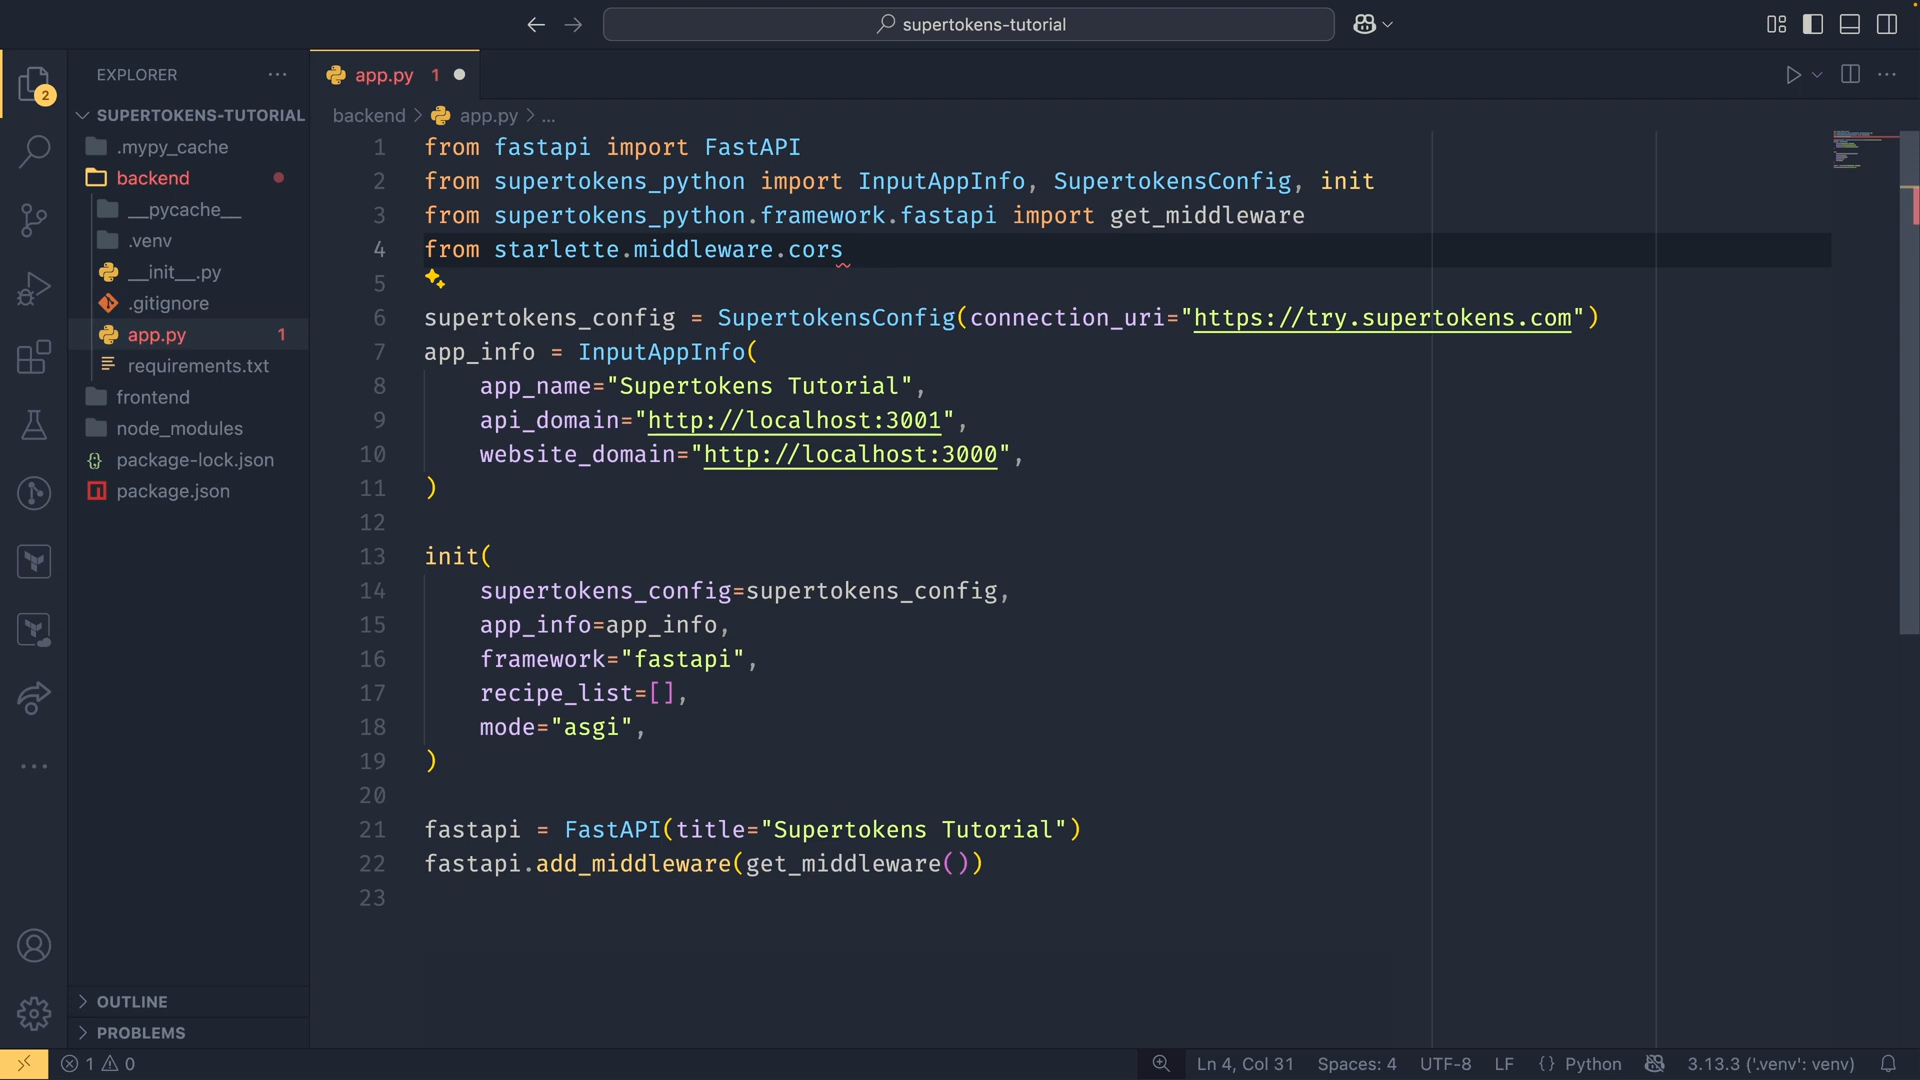 supertokens-tutorial
EXPLORER
2
SUPERTOKENS-TUTORIAL
.mypy_cache
backend
__pycache__
.venv
__init__.py
.gitignore
app.py 1
requirements.txt
frontend
node_modules
package-lock.json
package.json
OUTLINE
PROBLEMS
app.py 1
backend > app.py > ...
1 from fastapi import FastAPI
2 from supertokens_python import InputAppInfo, SupertokensConfig, init
3 from supertokens_python.framework.fastapi import get_middleware
4 from starlette.middleware.cors
5
6 supertokens_config = SupertokensConfig(connection_uri="https://try.supertokens.com")
7 app_info = InputAppInfo(
8     app_name="Supertokens Tutorial",
9     api_domain="http://localhost:3001",
10     website_domain="http://localhost:3000",
11 )
12
13 init(
14     supertokens_config=supertokens_config,
15     app_info=app_info,
16     framework="fastapi",
17     recipe_list=[],
18     mode="asgi",
19 )
20
21 fastapi = FastAPI(title="Supertokens Tutorial")
22 fastapi.add_middleware(get_middleware())
23
1 0
Ln 4, Col 31 Spaces: 4 UTF-8 LF {} Python 3.13.3 ('.venv': venv)